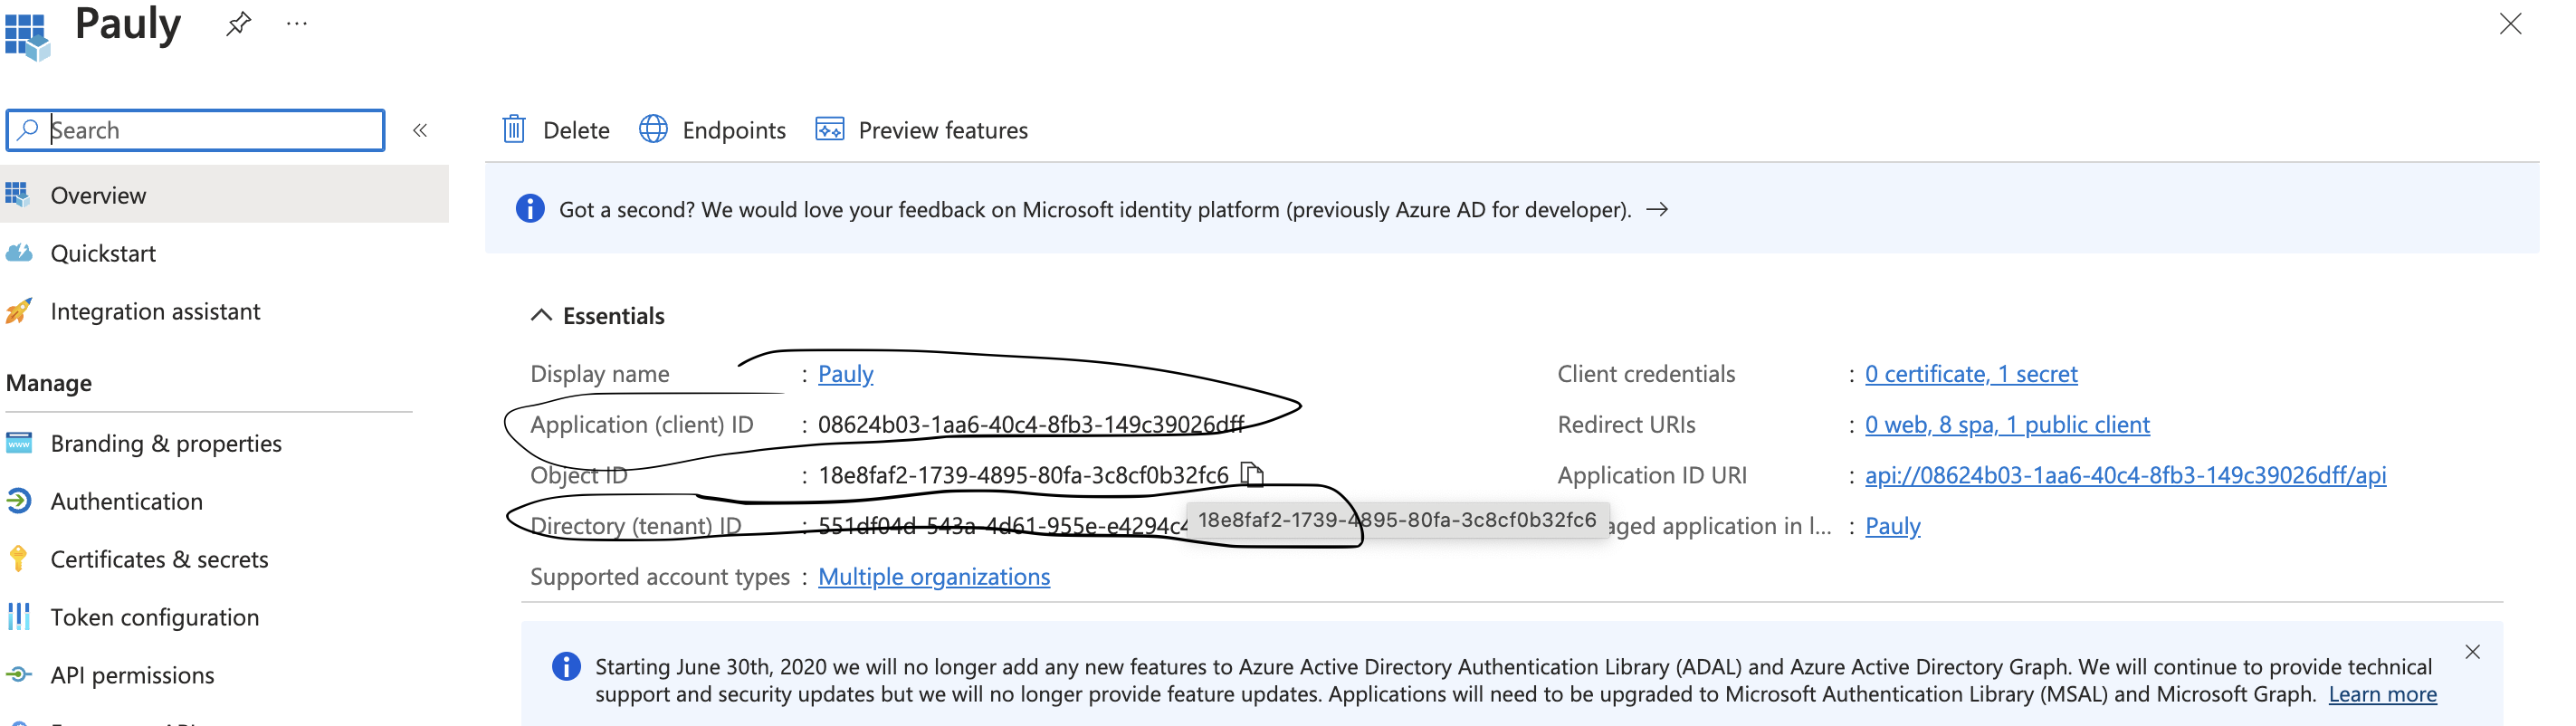 Pauly
Search
Delete
Endpoints
Preview features
Overview
Quickstart
Integration assistant
Manage
Branding & properties
Authentication
Certificates & secrets
Token configuration
API permissions
Got a second? We would love your feedback on Microsoft identity platform (previously Azure AD for developer). →
Essentials
Display name : Pauly
Application (client) ID : 08624b03-1aa6-40c4-8fb3-149c39026dff
Object ID : 18e8faf2-1739-4895-80fa-3c8cf0b32fc6
Directory (tenant) ID : 551df04d-543a-4d61-955e-e4294c4
18e8faf2-1739-4895-80fa-3c8cf0b32fc6
Supported account types : Multiple organizations
Client credentials : 0 certificate, 1 secret
Redirect URIs : 0 web, 8 spa, 1 public client
Application ID URI : api://08624b03-1aa6-40c4-8fb3-149c39026dff/api
application in l... : Pauly
Starting June 30th, 2020 we will no longer add any new features to Azure Active Directory Authentication Library (ADAL) and Azure Active Directory Graph. We will continue to provide technical
support and security updates but we will no longer provide feature updates. Applications will need to be upgraded to Microsoft Authentication Library (MSAL) and Microsoft Graph. Learn more